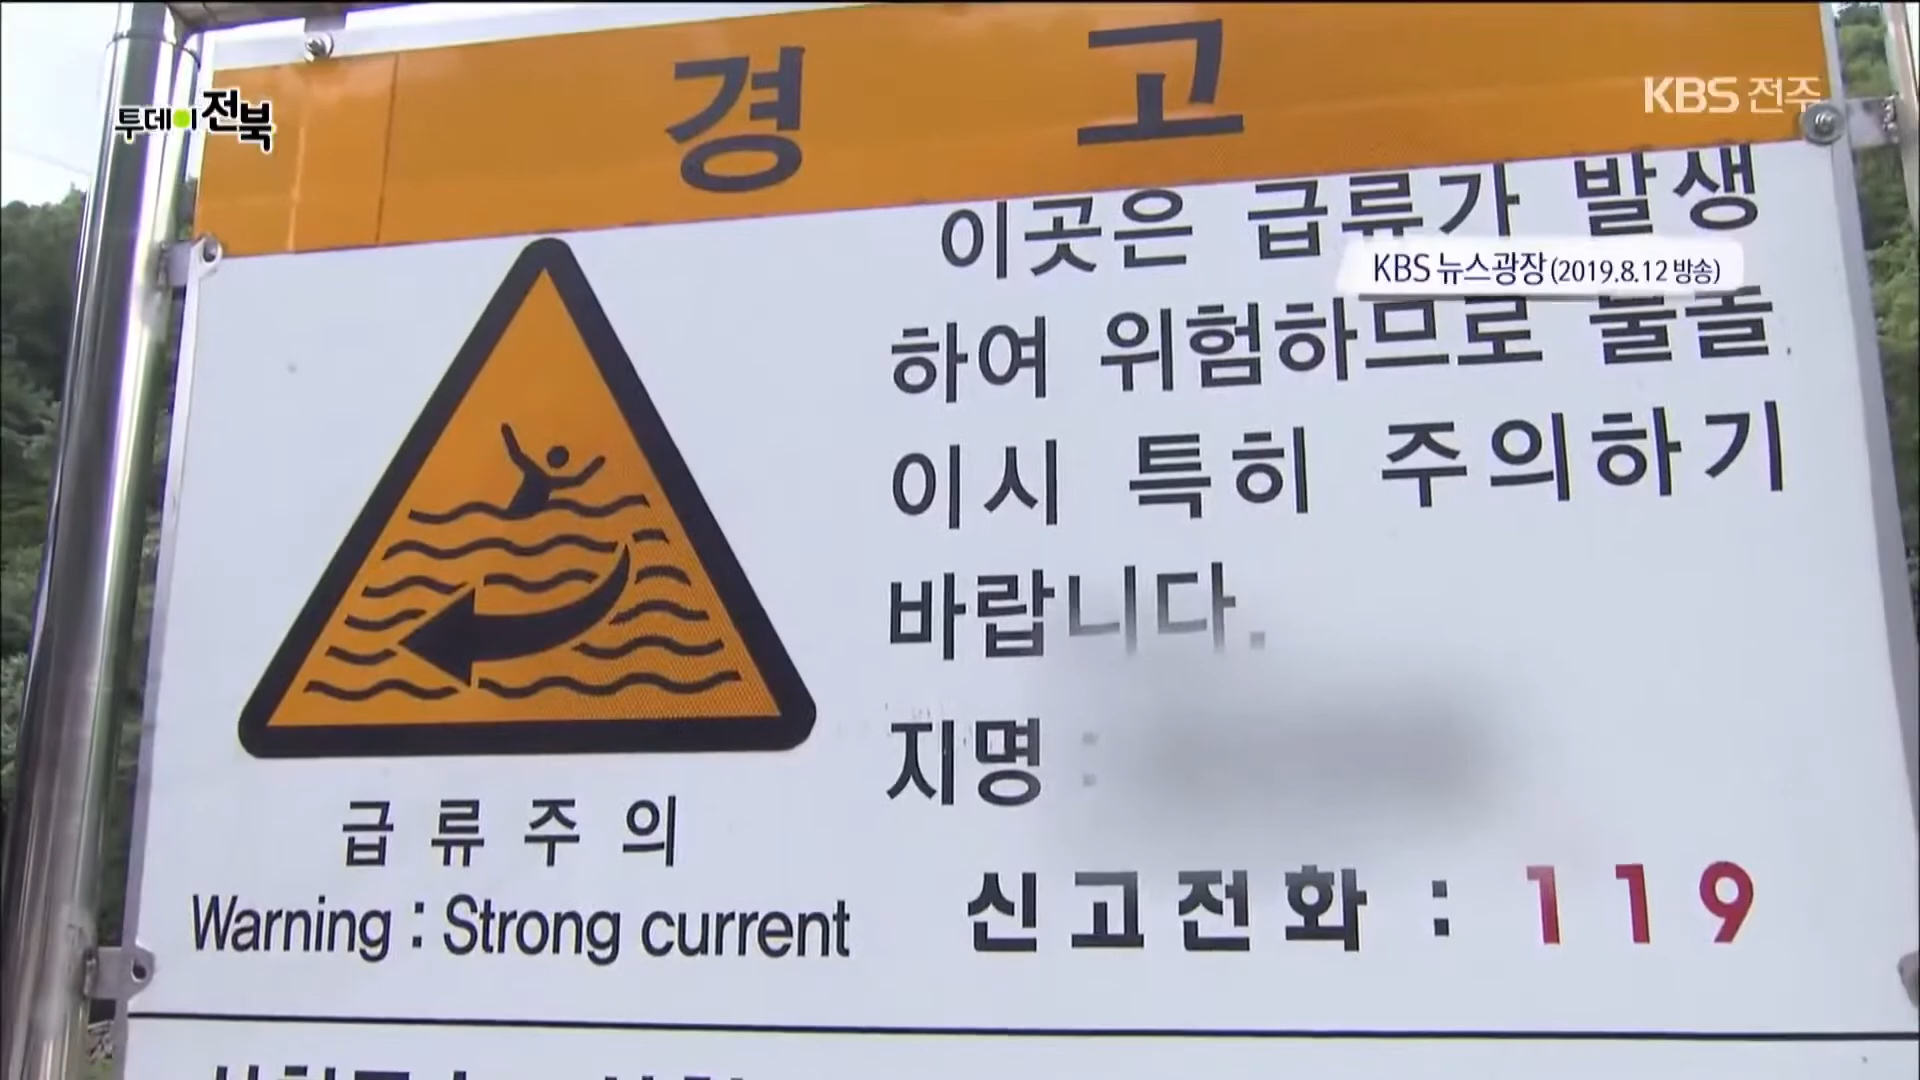 경 고
투데이 전북
KBS 전주
이곳은 급류가 발생
KBS 뉴스광장 (2019.8.12 방송)
하여 위험하므로 물놀
이시 특히 주의하기
바랍니다.
지명 :
급류주의
Warning : Strong current
신고전화 : 119